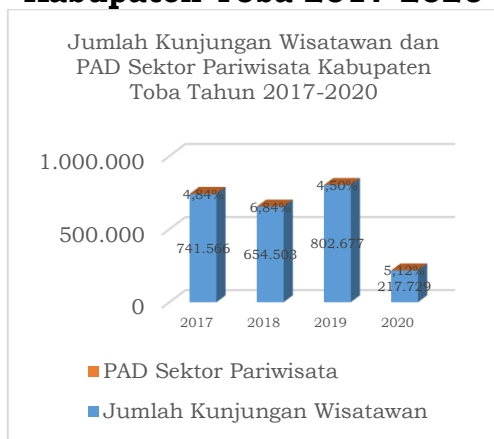 Kabupaten Toba 2017-2020
Jumlah Kunjungan Wisatawan dan
PAD Sektor Pariwisata Kabupaten
Toba Tahun 2017-2020
1.000.000
500.000
0
4,84%
6,84%
4,50%
5,12%
741.566
654.503
802.677
217.729
2017
2018
2019
2020
PAD Sektor Pariwisata
Jumlah Kunjungan Wisatawan